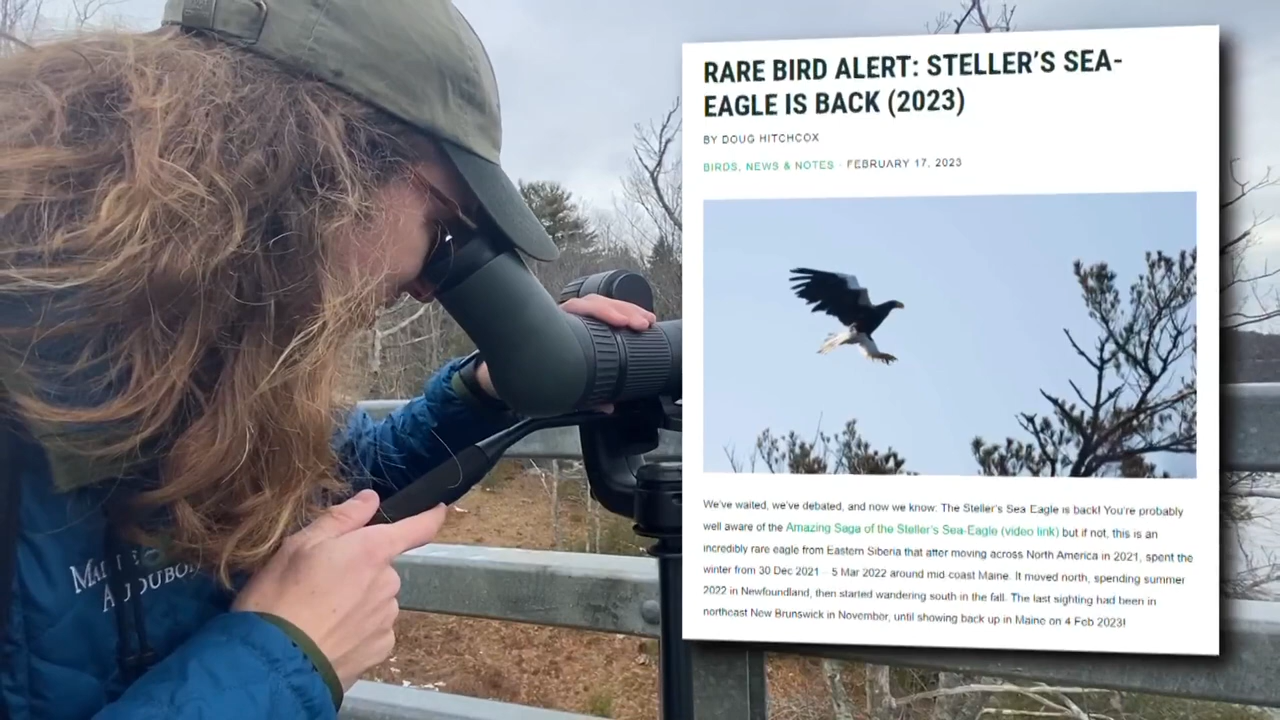 RARE BIRD ALERT: STELLER'S SEA-
EAGLE IS BACK (2023)
BY DOUG HITCHCOX
BIRDS, NEWS & NOTES · FEBRUARY 17, 2023
We've waited, we've debated, and now we know: The Steller's Sea Eagle is back! You're probably
well aware of the Amazing Saga of the Steller's Sea-Eagle (video link) but if not, this is an
incredibly rare eagle from Eastern Siberia that after moving across North America in 2021, spent the
winter from 30 Dec 2021 – 5 Mar 2022 around mid-coast Maine. It moved north, spending summer
2022 in Newfoundland, then started wandering south in the fall. The last sighting had been in
northeast New Brunswick in November, until showing back up in Maine on 4 Feb 2023!
MAINE
AUDUBON